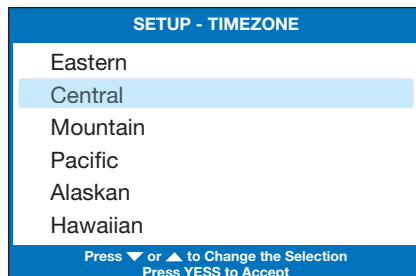 SETUP - TIMEZONE
Eastern
Central
Mountain
Pacific
Alaskan
Hawaiian
Press ▼ or ▲ to Change the Selection
Press YESS to Accept